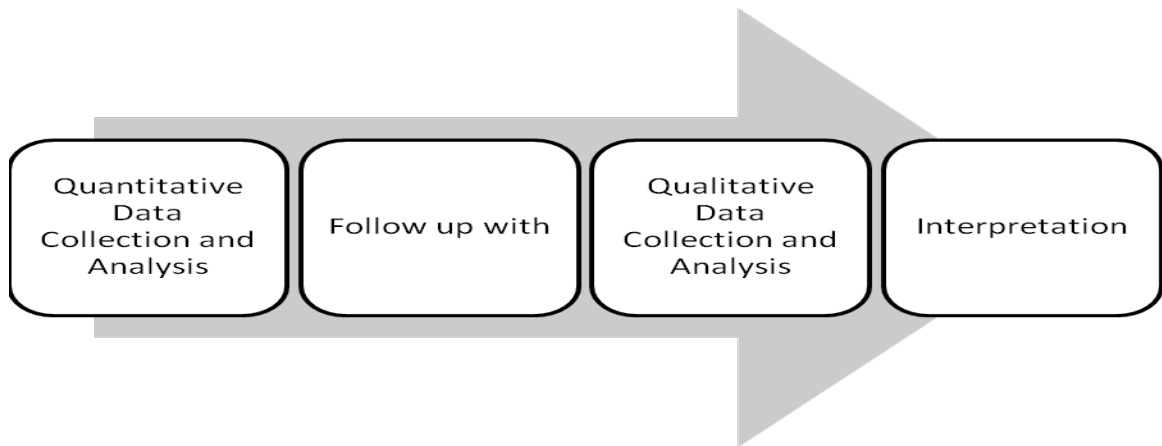 Quantitative
Data
Collection and
Analysis
Follow up with
Qualitative
Data
Collection and
Analysis
Interpretation